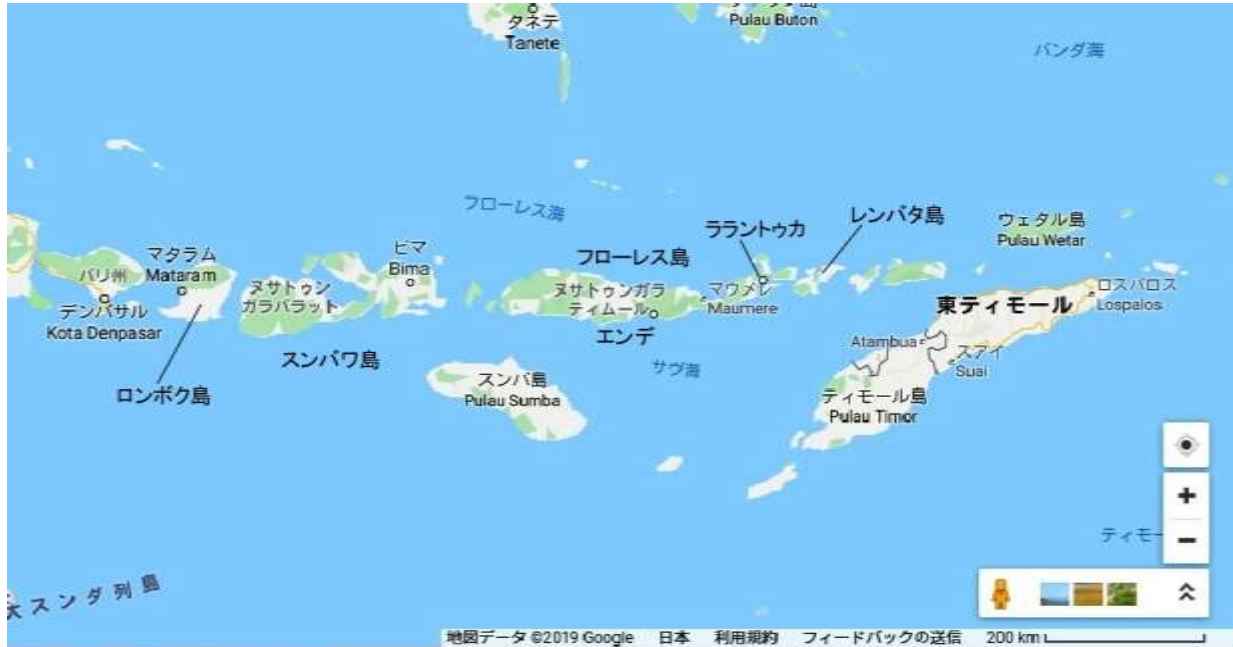 タネテ
Tanete
Pulau Buton
バンダ海
フローレス海
ララントゥカ
レンバタ島
ウェタル島
Pulau Wetar
マタラム
Mataram
ビマ
Bima
フローレス島
バリ州
ヌサトゥン
ガラバラット
ヌサトゥンガラ
ティムール
マウメレ
Maumere
東ティモール
ロスパロス
Lospalos
デンパサル
Kota Denpasar
エンデ
Atambua
スアイ
Suai
スンバワ島
サヴ海
ロンボク島
スンバ島
Pulau Sumba
ティモール島
Pulau Timor
ティモー
大スンダ列島
地図データ ©2019 Google 日本 利用規約 フィードバックの送信 200 km